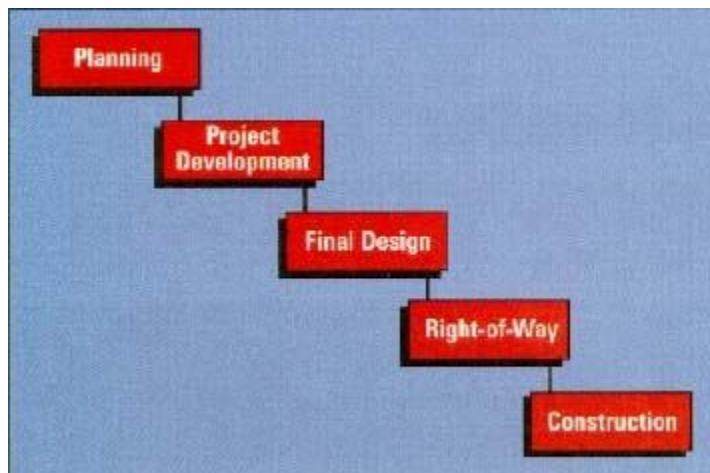 Planning
Project
Development
Final Design
Right-of-Way
Construction